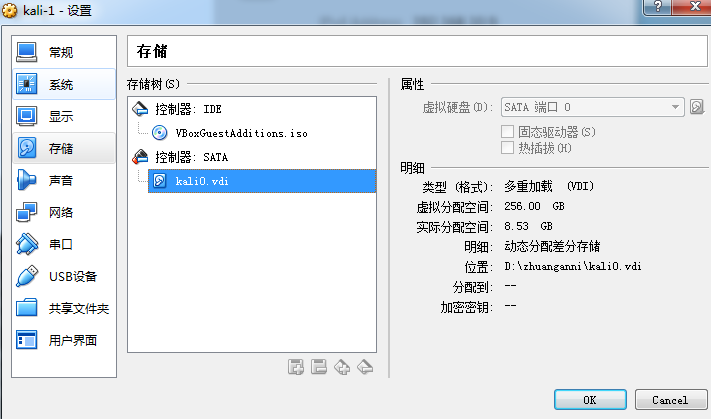 kali-1 - 设置
常规
系统
显示
存储
声音
网络
串口
USB设备
共享文件夹
用户界面
存储
存储树(S)
控制器: IDE
VBoxGuestAdditions.iso
控制器: SATA
kali0.vdi
属性
虚拟硬盘(D): SATA 端口 0
固态驱动器(S)
热插拔(H)
明细
类型 (格式): 多重加载 (VDI)
虚拟分配空间: 256.00 GB
实际分配空间: 8.53 GB
明细: 动态分配差分存储
位置: D:\zhuanganni\kali0.vdi
分配到: --
加密密钥: --
OK Cancel